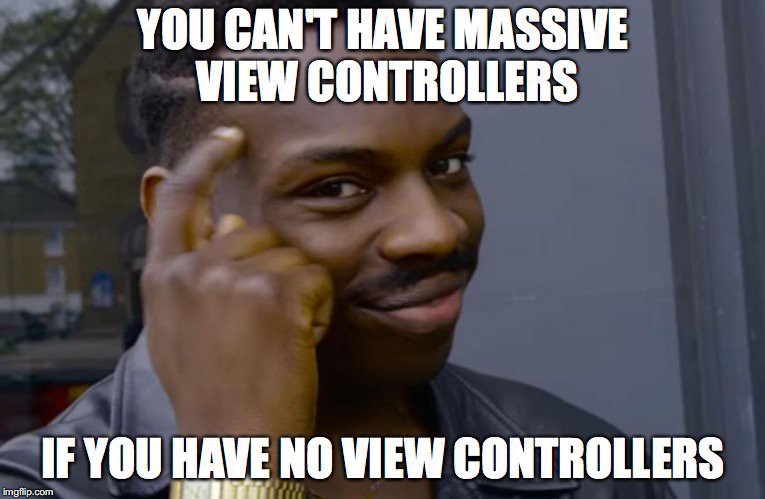 YOU CAN'T HAVE MASSIVE
VIEW CONTROLLERS
IF YOU HAVE NO VIEW CONTROLLERS
imgflip.com